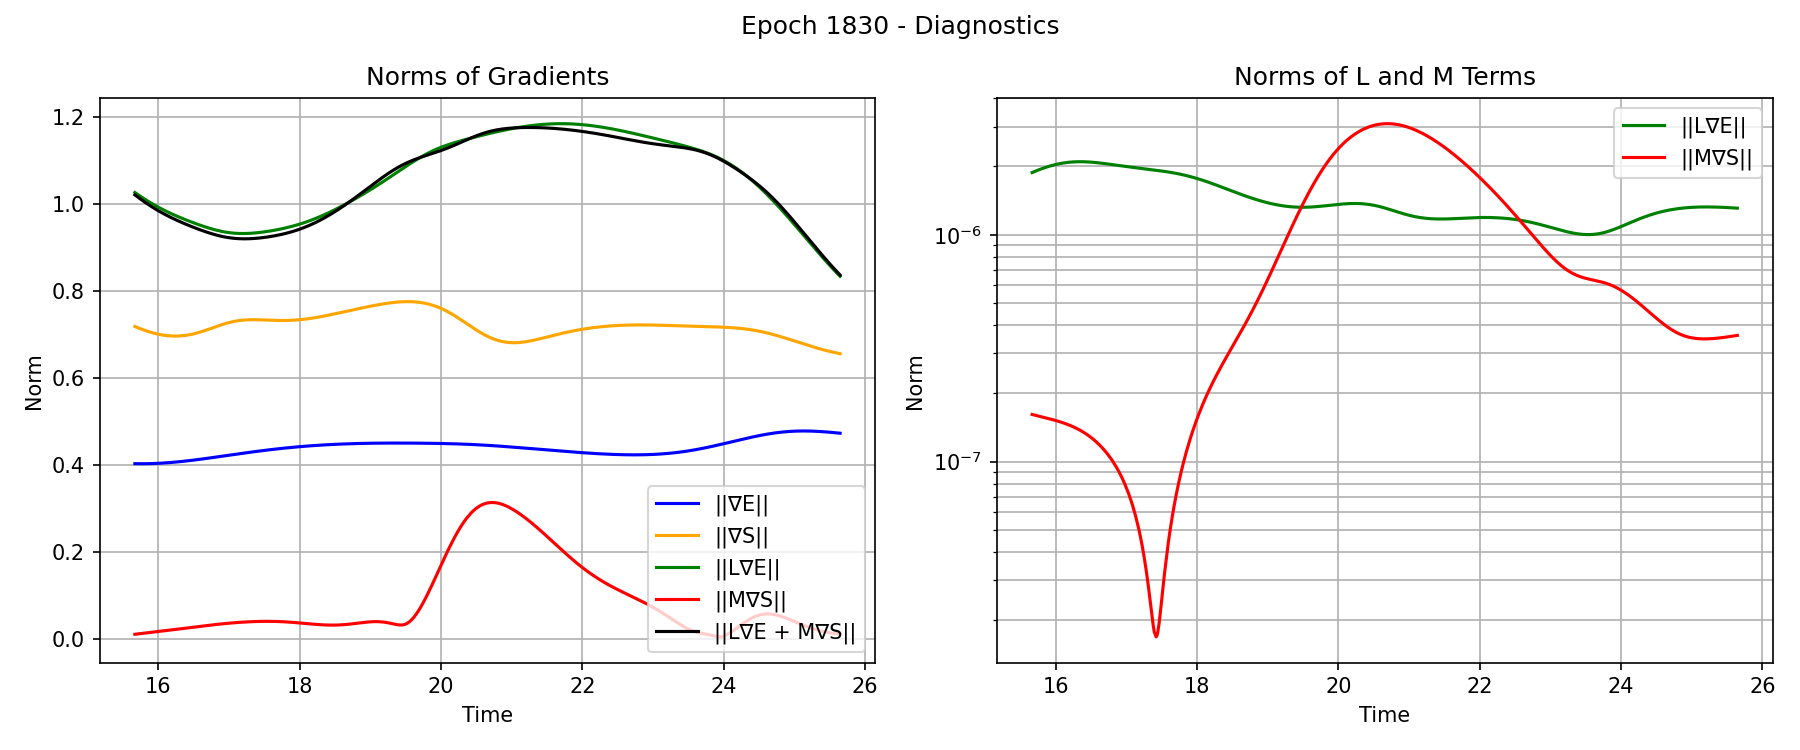 Epoch 1830 - Diagnostics
Norms of Gradients
Norm
1.2
1.0
0.8
0.6
0.4
0.2
0.0
16 18 20 22 24 26
Time
||∇E||
||∇S||
||L∇E||
||M∇S||
||L∇E + M∇S||
Norms of L and M Terms
Norm
10⁻⁶
10⁻⁷
16 18 20 22 24 26
Time
||L∇E||
||M∇S||